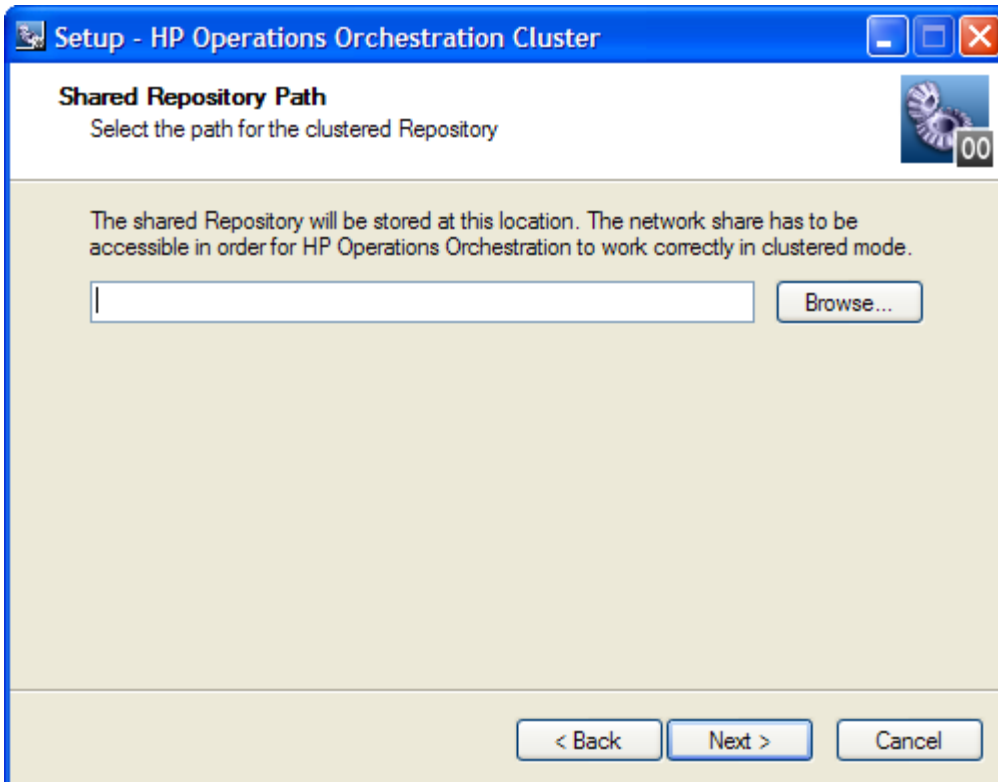 Setup - HP Operations Orchestration Cluster
Shared Repository Path
Select the path for the clustered Repository
OO
The shared Repository will be stored at this location. The network share has to be
accessible in order for HP Operations Orchestration to work correctly in clustered mode.
Browse...
< Back
Next >
Cancel